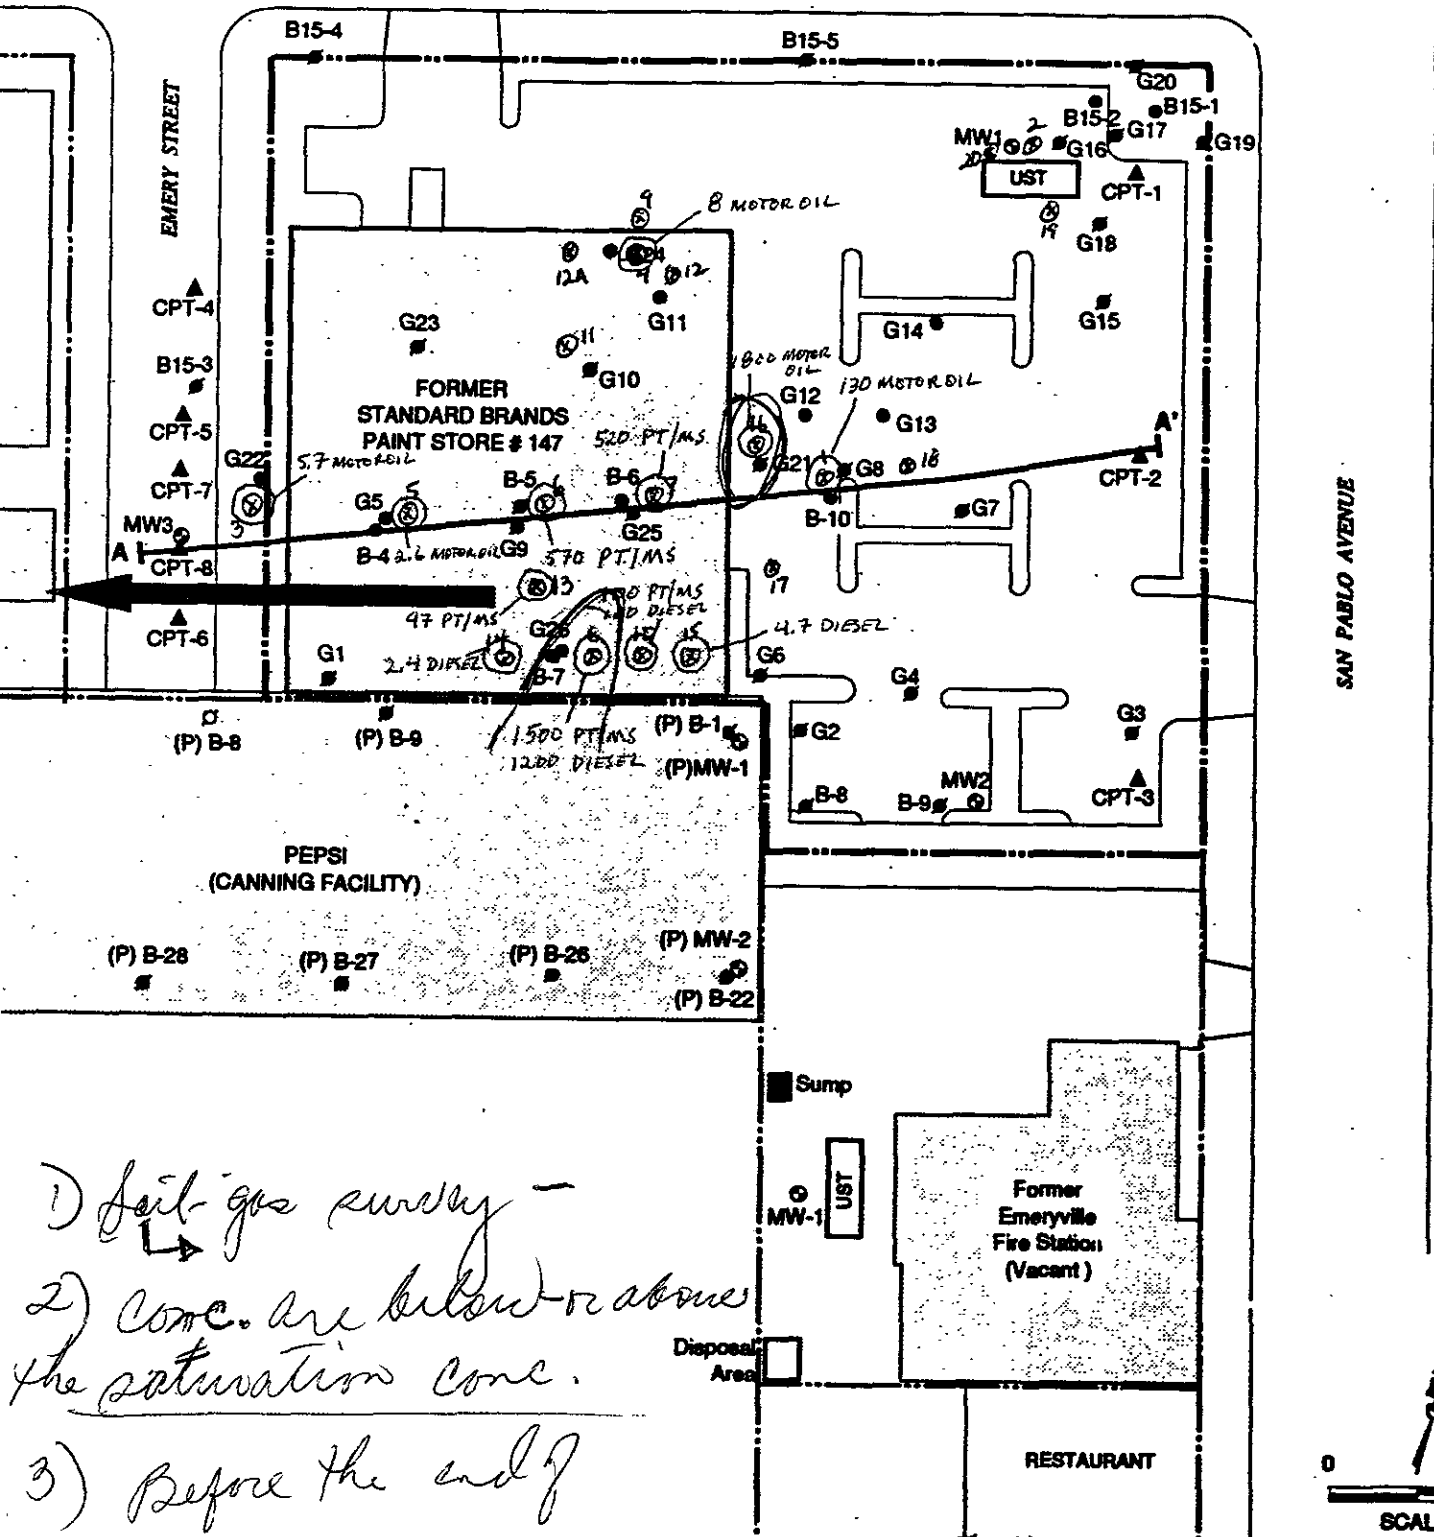 B15-4
B15-5
G20
B15-1
B15-2
G17
MW1
2
G16
G19
20
UST
CPT-1
19
G18
EMERY STREET
9
8 MOTOR OIL
12A
4
12
CPT-4
G11
G15
G23
G14
11
1800 MOTOR
OIL
B15-3
G10
FORMER
STANDARD BRANDS
PAINT STORE # 147
G12
130 MOTOR OIL
CPT-5
520 PT/MS
16
G13
A'
G22
5.7 MOTOR OIL
G21
1
G8
18
CPT-2
CPT-7
B-5
6
B-6
7
3
G5
5
G25
B-10
G7
MW3
A
B-4
2.6 MOTOR OIL
G9
570 PT/MS
CPT-8
13
17
SAN PABLO AVENUE
97 PT/MS
PT/MS
DIESEL
CPT-6
G26
8
10
15
4.7 DIESEL
G1
2.4 DIESEL
14
B-7
G6
G4
(P) B-8
(P) B-9
1500 PT/MS
1200 DIESEL
(P) B-1
(P)MW-1
G2
G3
B-8
B-9
MW2
CPT-3
PEPSI
(CANNING FACILITY)
(P) B-28
(P) B-27
(P) B-26
(P) MW-2
(P) B-22
Sump
UST
MW-1
Former
Emeryville
Fire Station
(Vacant)
1) Soil-gas survey -
2) Conc. are below or above
the saturation conc.
3) Before the end of
Disposal
Area
RESTAURANT
0
SCAL